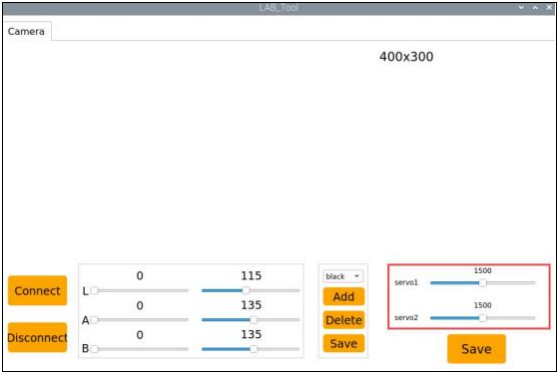 LAB_Tool
Camera
400x300
Connect
Disconnect
0 115
L
0 135
A
0 135
B
black
Add
Delete
Save
1500
servo1
1500
servo2
Save